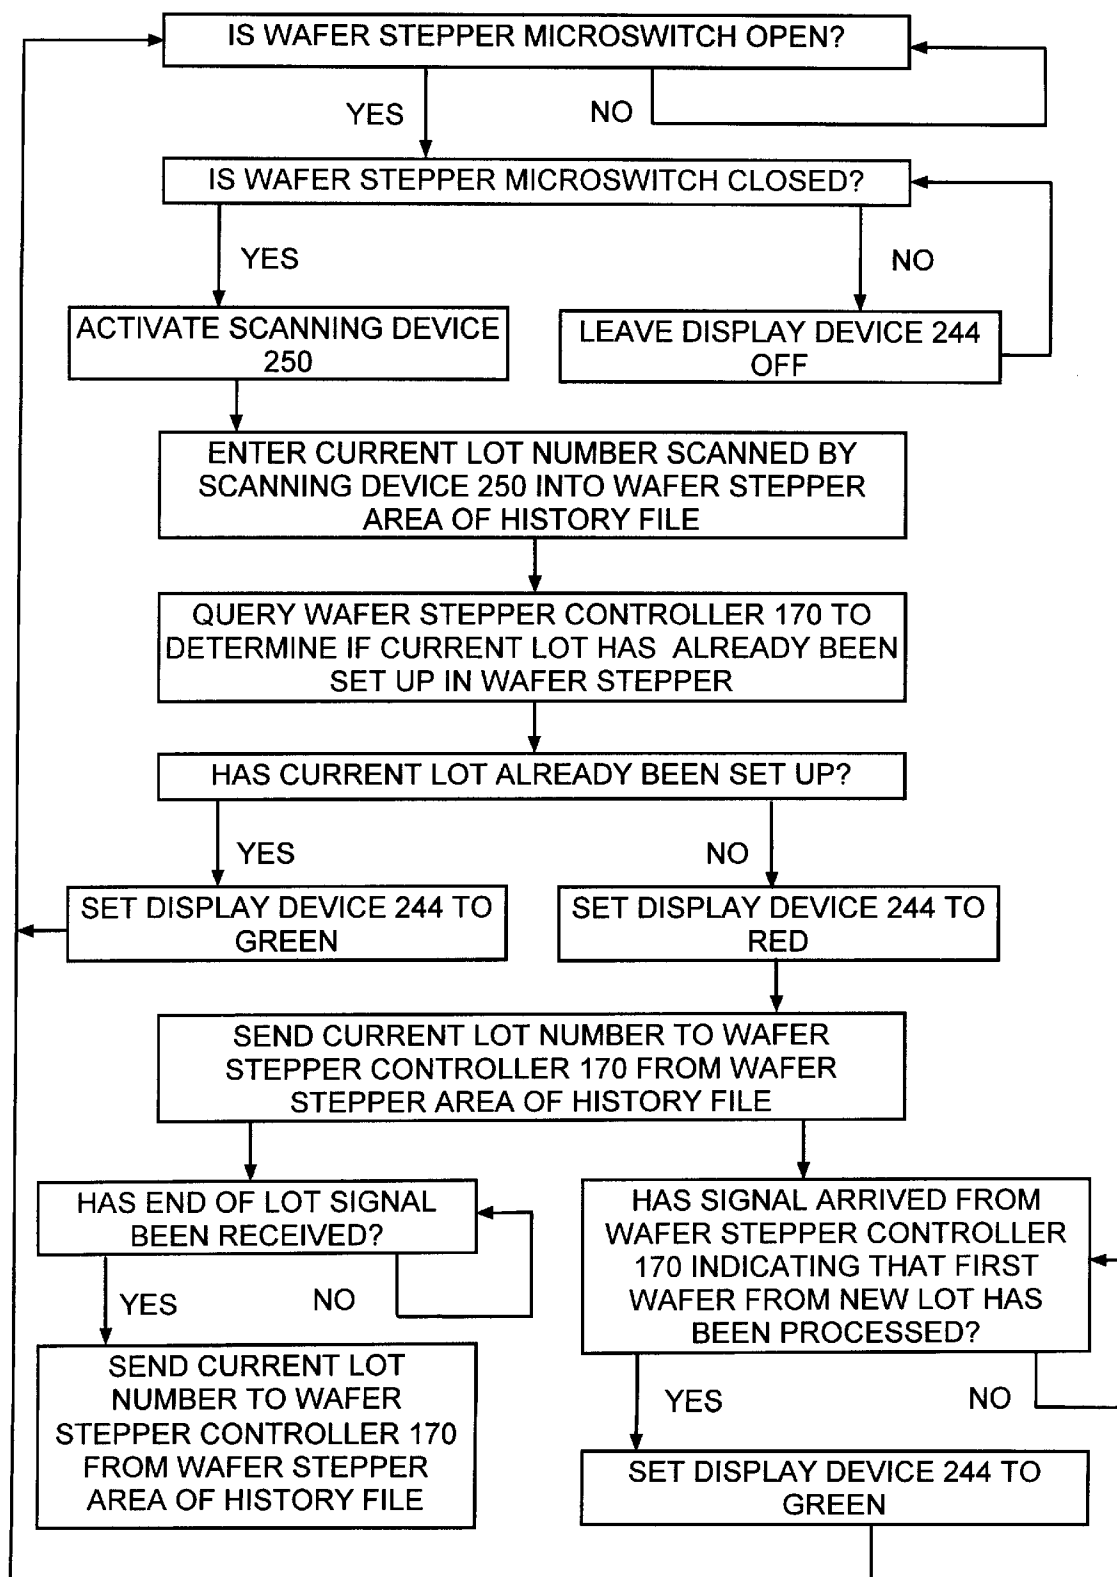 IS WAFER STEPPER MICROSWITCH OPEN?
YES
NO
IS WAFER STEPPER MICROSWITCH CLOSED?
YES
NO
ACTIVATE SCANNING DEVICE
250
LEAVE DISPLAY DEVICE 244
OFF
ENTER CURRENT LOT NUMBER SCANNED BY
SCANNING DEVICE 250 INTO WAFER STEPPER
AREA OF HISTORY FILE
QUERY WAFER STEPPER CONTROLLER 170 TO
DETERMINE IF CURRENT LOT HAS ALREADY BEEN
SET UP IN WAFER STEPPER
HAS CURRENT LOT ALREADY BEEN SET UP?
YES
NO
SET DISPLAY DEVICE 244 TO
GREEN
SET DISPLAY DEVICE 244 TO
RED
SEND CURRENT LOT NUMBER TO WAFER
STEPPER CONTROLLER 170 FROM WAFER
STEPPER AREA OF HISTORY FILE
HAS END OF LOT SIGNAL
BEEN RECEIVED?
YES
NO
SEND CURRENT LOT
NUMBER TO WAFER
STEPPER CONTROLLER 170
FROM WAFER STEPPER
AREA OF HISTORY FILE
HAS SIGNAL ARRIVED FROM
WAFER STEPPER CONTROLLER
170 INDICATING THAT FIRST
WAFER FROM NEW LOT HAS
BEEN PROCESSED?
YES
NO
SET DISPLAY DEVICE 244 TO
GREEN